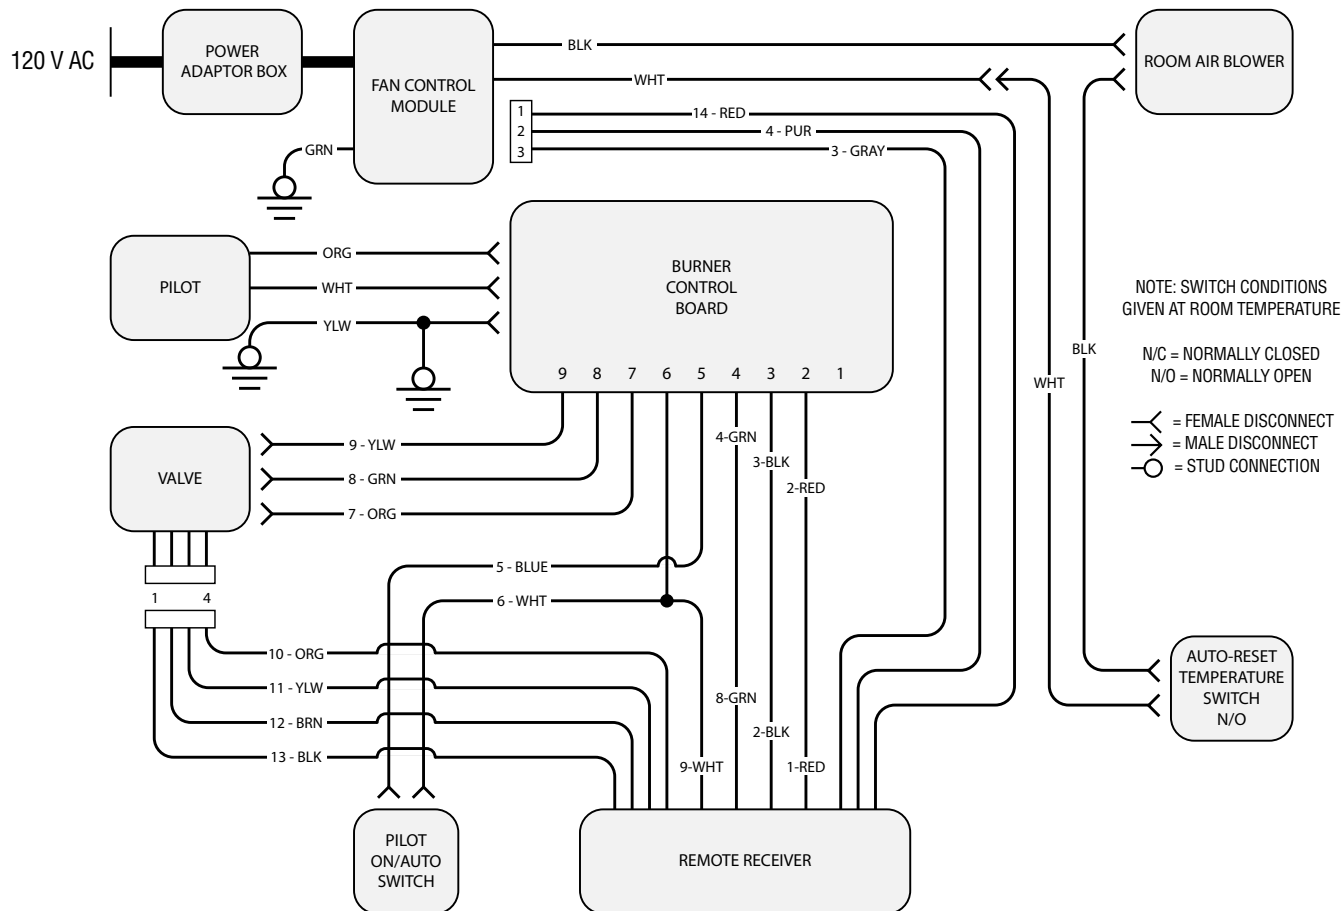 120 V AC
POWER
ADAPTOR BOX
FAN CONTROL
MODULE
BLK
WHT
ROOM AIR BLOWER
1
2
3
14 - RED
4 - PUR
3 - GRAY
GRN
PILOT
ORG
WHT
YLW
BURNER
CONTROL
BOARD
9 8 7 6 5 4 3 2 1
NOTE: SWITCH CONDITIONS
GIVEN AT ROOM TEMPERATURE
N/C = NORMALLY CLOSED
N/O = NORMALLY OPEN
= FEMALE DISCONNECT
= MALE DISCONNECT
= STUD CONNECTION
BLK
WHT
VALVE
9 - YLW
8 - GRN
7 - ORG
4-GRN
3-BLK
2-RED
5 - BLUE
6 - WHT
1 4
10 - ORG
11 - YLW
12 - BRN
13 - BLK
8-GRN
2-BLK
9-WHT
1-RED
AUTO-RESET
TEMPERATURE
SWITCH
N/O
PILOT
ON/AUTO
SWITCH
REMOTE RECEIVER